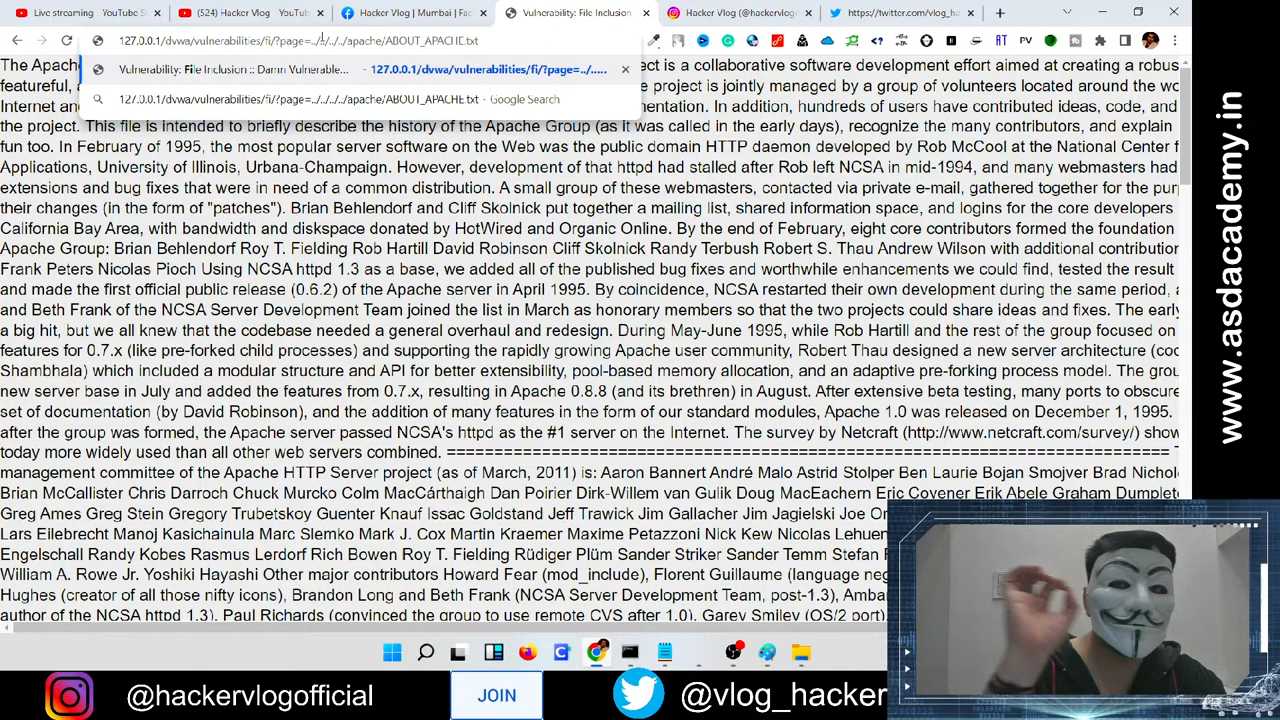 Live streaming - YouTube S
(524) Hacker Vlog - YouTube
Hacker Vlog | Mumbai | Fac
Vulnerability: File Inclusion
Hacker Vlog (@hackervlog
https://twitter.com/vlog_h
127.0.0.1/dvwa/vulnerabilities/fi/?page=../../../../apache/ABOUT_APACHE.txt
Vulnerability: File Inclusion :: Damn Vulnerable... - 127.0.0.1/dvwa/vulnerabilities/fi/?page=../.....
127.0.0.1/dvwa/vulnerabilities/fi/?page=../../../../apache/ABOUT_APACHE.txt - Google Search
The Apach ect is a collaborative software development effort aimed at creating a robus
featureful, a project is jointly managed by a group of volunteers located around the wo
Internet and mentation. In addition, hundreds of users have contributed ideas, code, and
the project. This file is intended to briefly describe the history of the Apache Group (as it was called in the early days), recognize the many contributors, and explain
fun too. In February of 1995, the most popular server software on the Web was the public domain HTTP daemon developed by Rob McCool at the National Center f
Applications, University of Illinois, Urbana-Champaign. However, development of that httpd had stalled after Rob left NCSA in mid-1994, and many webmasters had
extensions and bug fixes that were in need of a common distribution. A small group of these webmasters, contacted via private e-mail, gathered together for the pur
their changes (in the form of "patches"). Brian Behlendorf and Cliff Skolnick put together a mailing list, shared information space, and logins for the core developers
California Bay Area, with bandwidth and diskspace donated by HotWired and Organic Online. By the end of February, eight core contributors formed the foundation
Apache Group: Brian Behlendorf Roy T. Fielding Rob Hartill David Robinson Cliff Skolnick Randy Terbush Robert S. Thau Andrew Wilson with additional contribution
Frank Peters Nicolas Pioch Using NCSA httpd 1.3 as a base, we added all of the published bug fixes and worthwhile enhancements we could find, tested the result
and made the first official public release (0.6.2) of the Apache server in April 1995. By coincidence, NCSA restarted their own development during the same period, a
and Beth Frank of the NCSA Server Development Team joined the list in March as honorary members so that the two projects could share ideas and fixes. The early
a big hit, but we all knew that the codebase needed a general overhaul and redesign. During May-June 1995, while Rob Hartill and the rest of the group focused on
features for 0.7.x (like pre-forked child processes) and supporting the rapidly growing Apache user community, Robert Thau designed a new server architecture (coc
Shambhala) which included a modular structure and API for better extensibility, pool-based memory allocation, and an adaptive pre-forking process model. The grou
new server base in July and added the features from 0.7.x, resulting in Apache 0.8.8 (and its brethren) in August. After extensive beta testing, many ports to obscure
set of documentation (by David Robinson), and the addition of many features in the form of our standard modules, Apache 1.0 was released on December 1, 1995.
after the group was formed, the Apache server passed NCSA's httpd as the #1 server on the Internet. The survey by Netcraft (http://www.netcraft.com/survey/) show
today more widely used than all other web servers combined. ====================================================================== T
management committee of the Apache HTTP Server project (as of March, 2011) is: Aaron Bannert André Malo Astrid Stolper Ben Laurie Bojan Smojver Brad Nichole
Brian McCallister Chris Darroch Chuck Murcko Colm MacCárthaigh Dan Poirier Dirk-Willem van Gulik Doug MacEachern Eric Covener Erik Abele Graham Dumplet
Greg Ames Greg Stein Gregory Trubetskoy Guenter Knauf Issac Goldstand Jeff Trawick Jim Gallacher Jim Jagielski Joe Or
Lars Eilebrecht Manoj Kasichainula Marc Slemko Mark J. Cox Martin Kraemer Maxime Petazzoni Nick Kew Nicolas Lehuen
Engelschall Randy Kobes Rasmus Lerdorf Rich Bowen Roy T. Fielding Rüdiger Plüm Sander Striker Sander Temm Stefan F
William A. Rowe Jr. Yoshiki Hayashi Other major contributors Howard Fear (mod_include), Florent Guillaume (language neg
Hughes (creator of all those nifty icons), Brandon Long and Beth Frank (NCSA Server Development Team, post-1.3), Amba
author of the NCSA httpd 1.3), Paul Richards (convinced the group to use remote CVS after 1.0), Garey Smiley (OS/2 port)
www.asdacademy.in
@hackervlogofficial
JOIN
@vlog_hacker